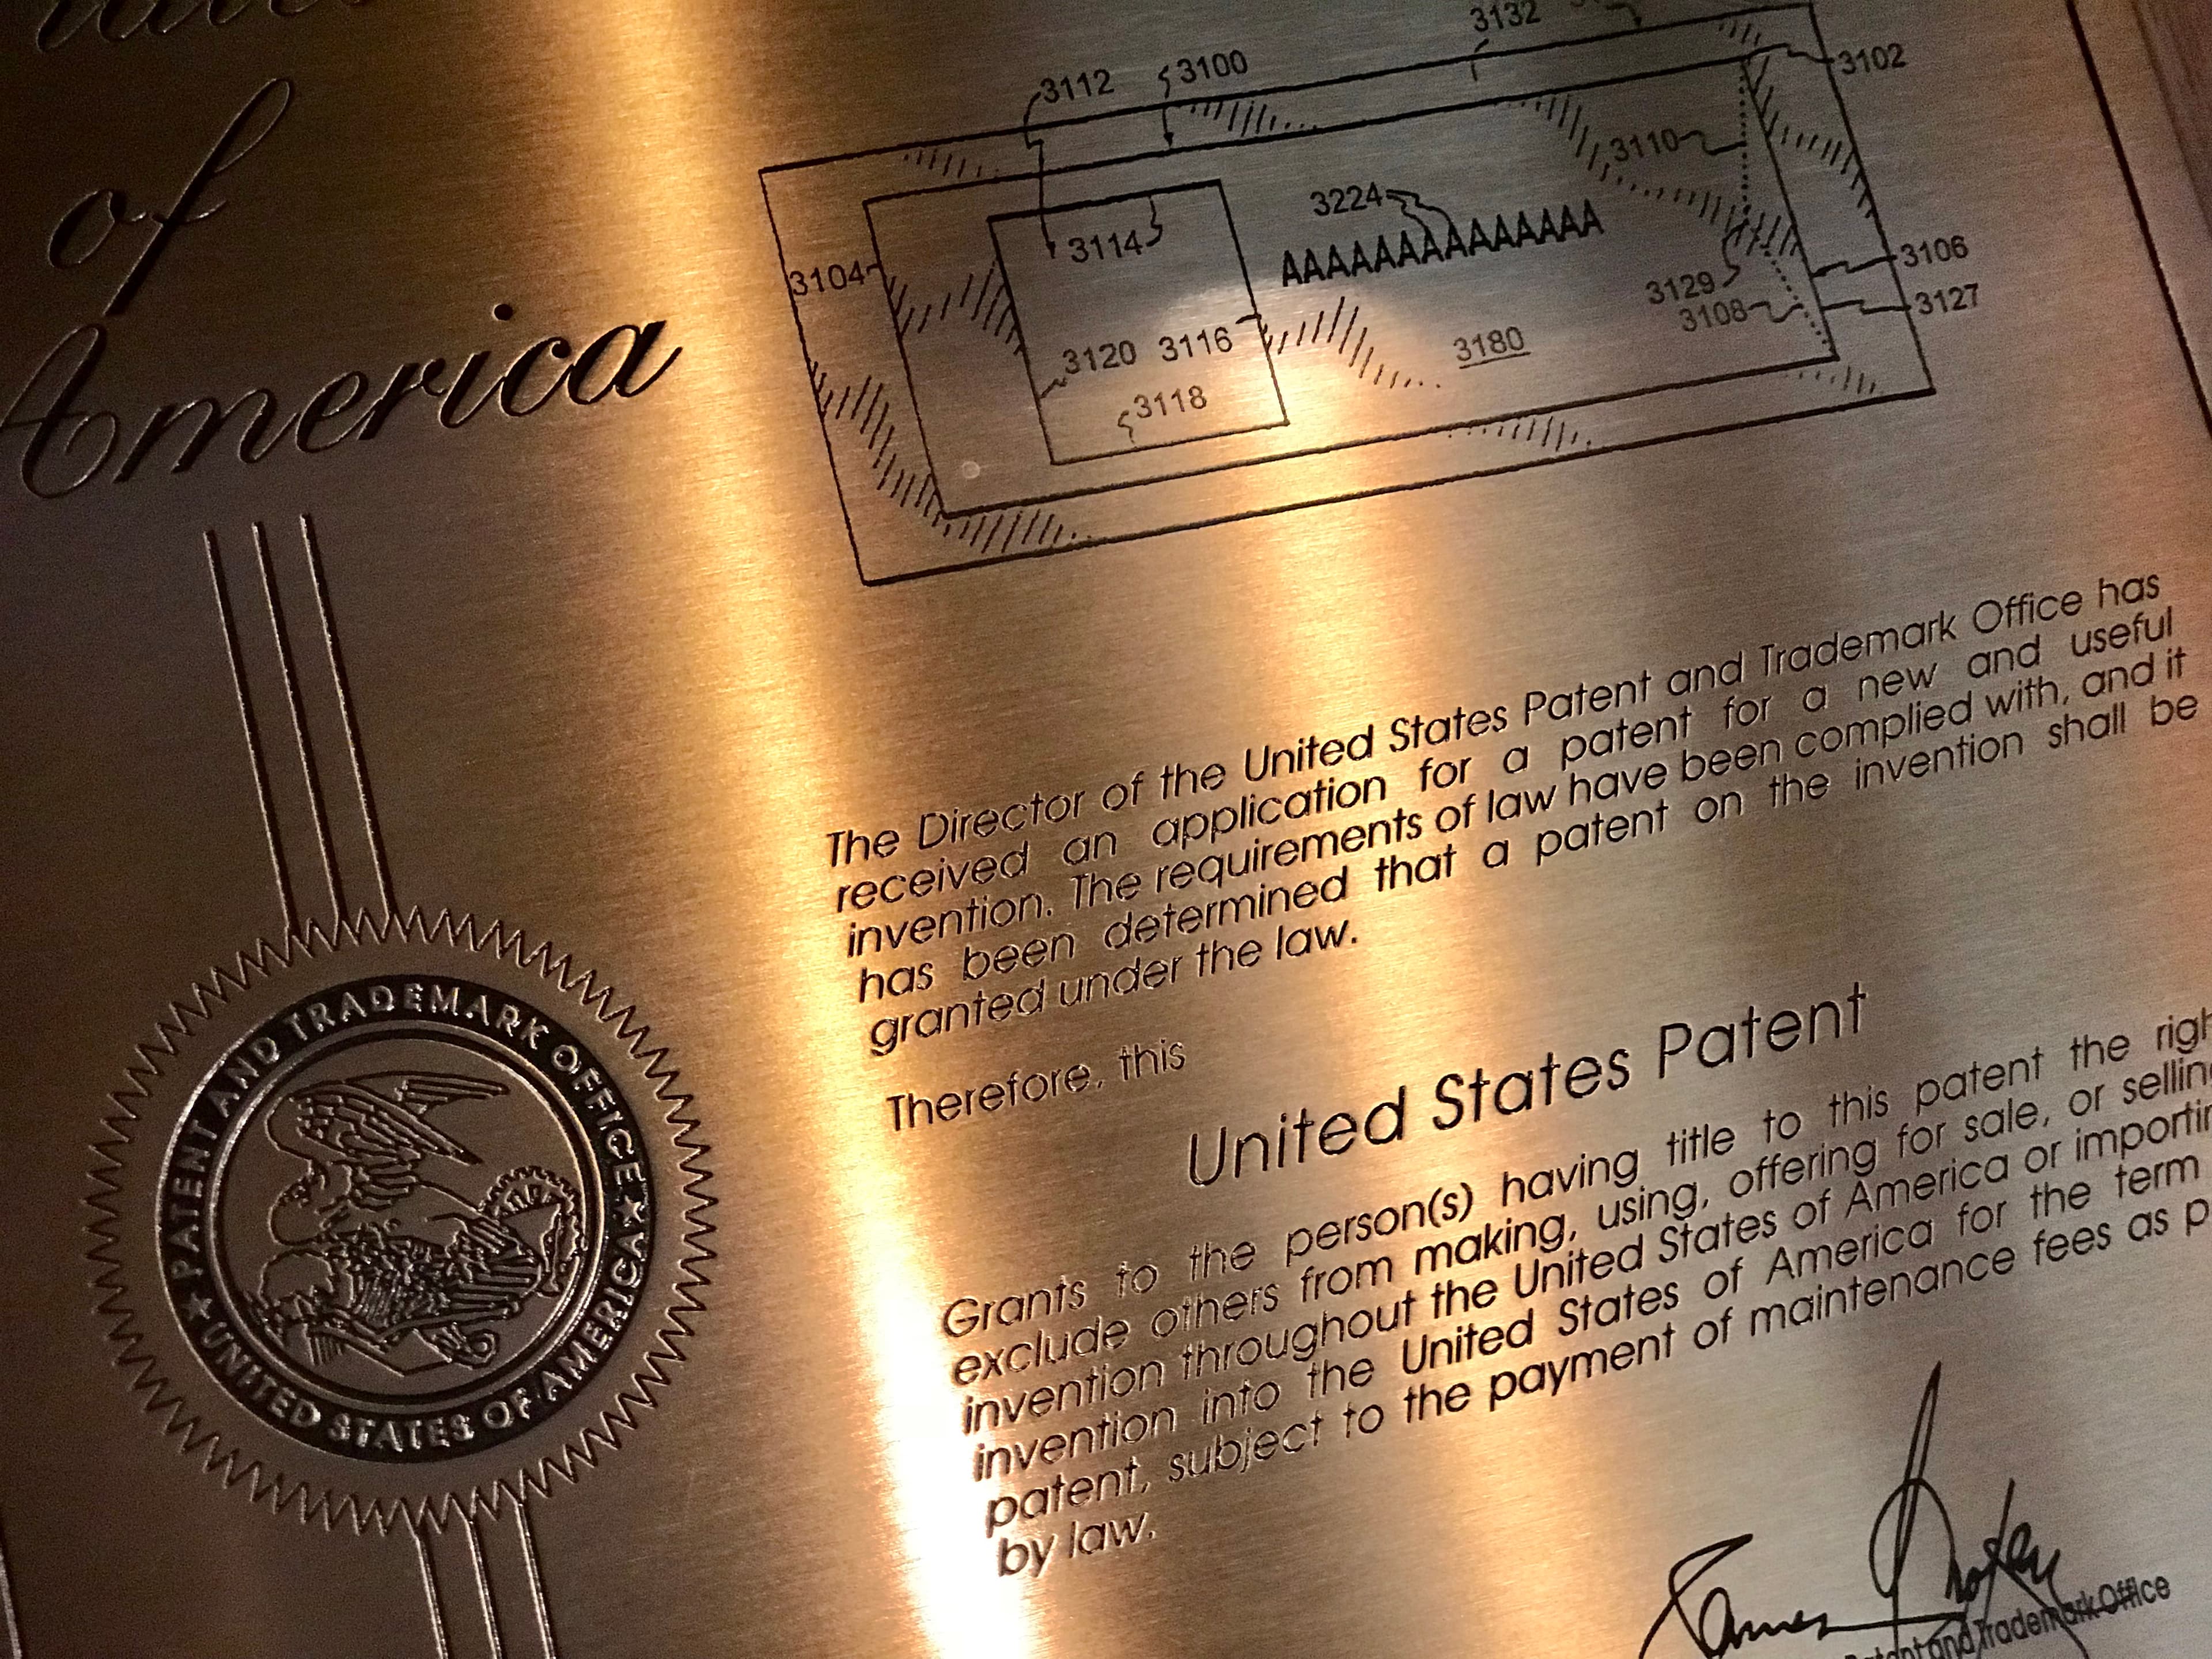 of
America
3132
3112
3100
3102
3110
3224
3114
AAAAAAAAAAAAAA
3104
3106
3129
3127
3108
3120
3116
3180
3118
The Director of the United States Patent and Trademark Office has
received an application for a patent for a new and useful
invention. The requirements of law have been complied with, and it
has been determined that a patent on the invention shall be
granted under the law.
Therefore, this
United States Patent
Grants to the person(s) having title to this patent the
exclude others from making, using, offering for sale, or
invention throughout the United States of America or
invention into the United States of America for the term
patent, subject to the payment of maintenance fees as
by law.
PATENT AND TRADEMARK OFFICE
★ UNITED STATES OF AMERICA ★
Patent and Trademark Office